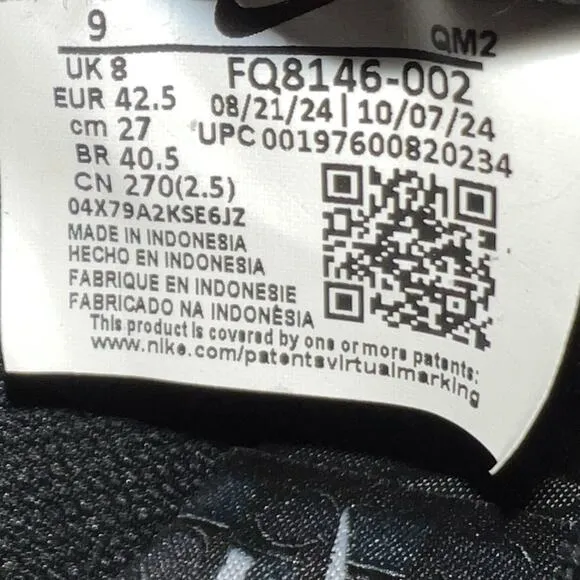 9 QM2
UK 8 FQ8146-002
EUR 42.5 08/21/24 | 10/07/24
cm 27 UPC 00197600820234
BR 40.5
CN 270(2.5)
04X79A2KSE6JZ
MADE IN INDONESIA
HECHO EN INDONESIA
FABRIQUE EN INDONESIE
FABRICADO NA INDONÉSIA
This product is covered by one or more patents:
www.nike.com/patentsvirtualmarking